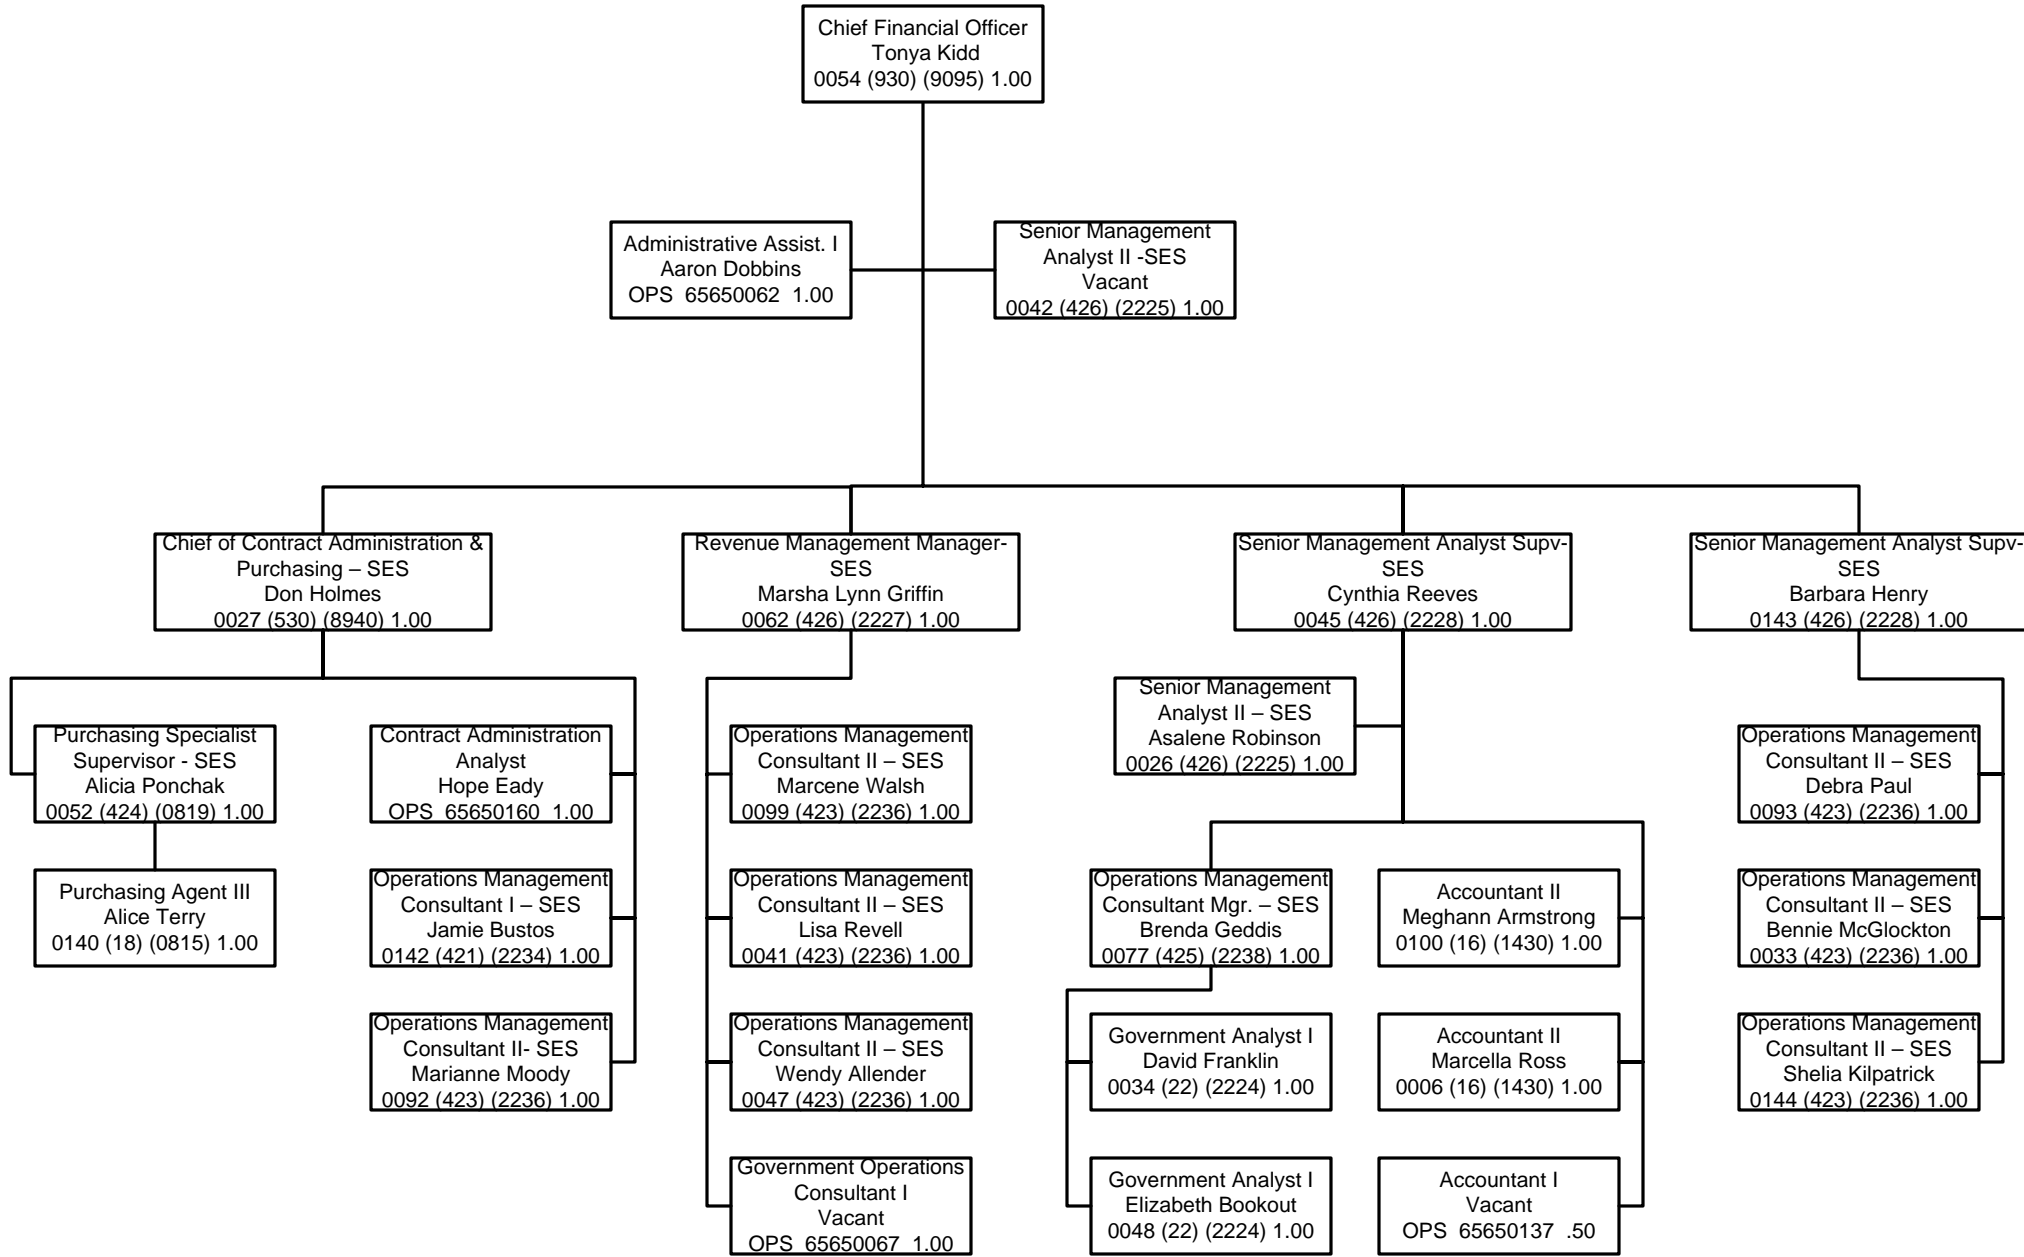 Chief Financial Officer
Tonya Kidd
0054 (930) (9095) 1.00
Administrative Assist. I
Aaron Dobbins
OPS  65650062  1.00
Senior Management
Analyst II -SES
Vacant
0042 (426) (2225) 1.00
Chief of Contract Administration &
Purchasing – SES
Don Holmes
0027 (530) (8940) 1.00
Revenue Management Manager-
SES
Marsha Lynn Griffin
0062 (426) (2227) 1.00
Senior Management Analyst Supv-
SES
Cynthia Reeves
0045 (426) (2228) 1.00
Senior Management Analyst Supv-
SES
Barbara Henry
0143 (426) (2228) 1.00
Purchasing Specialist
Supervisor - SES
Alicia Ponchak
0052 (424) (0819) 1.00
Purchasing Agent III
Alice Terry
0140 (18) (0815) 1.00
Contract Administration
Analyst
Hope Eady
OPS  65650160  1.00
Operations Management
Consultant I – SES
Jamie Bustos
0142 (421) (2234) 1.00
Operations Management
Consultant II- SES
Marianne Moody
0092 (423) (2236) 1.00
Operations Management
Consultant II – SES
Marcene Walsh
0099 (423) (2236) 1.00
Operations Management
Consultant II – SES
Lisa Revell
0041 (423) (2236) 1.00
Operations Management
Consultant II – SES
Wendy Allender
0047 (423) (2236) 1.00
Government Operations
Consultant I
Vacant
OPS  65650067  1.00
Senior Management
Analyst II – SES
Asalene Robinson
0026 (426) (2225) 1.00
Operations Management
Consultant Mgr. – SES
Brenda Geddis
0077 (425) (2238) 1.00
Government Analyst I
David Franklin
0034 (22) (2224) 1.00
Government Analyst I
Elizabeth Bookout
0048 (22) (2224) 1.00
Accountant II
Meghann Armstrong
0100 (16) (1430) 1.00
Accountant II
Marcella Ross
0006 (16) (1430) 1.00
Accountant I
Vacant
OPS  65650137  .50
Operations Management
Consultant II – SES
Debra Paul
0093 (423) (2236) 1.00
Operations Management
Consultant II – SES
Bennie McGlockton
0033 (423) (2236) 1.00
Operations Management
Consultant II – SES
Shelia Kilpatrick
0144 (423) (2236) 1.00